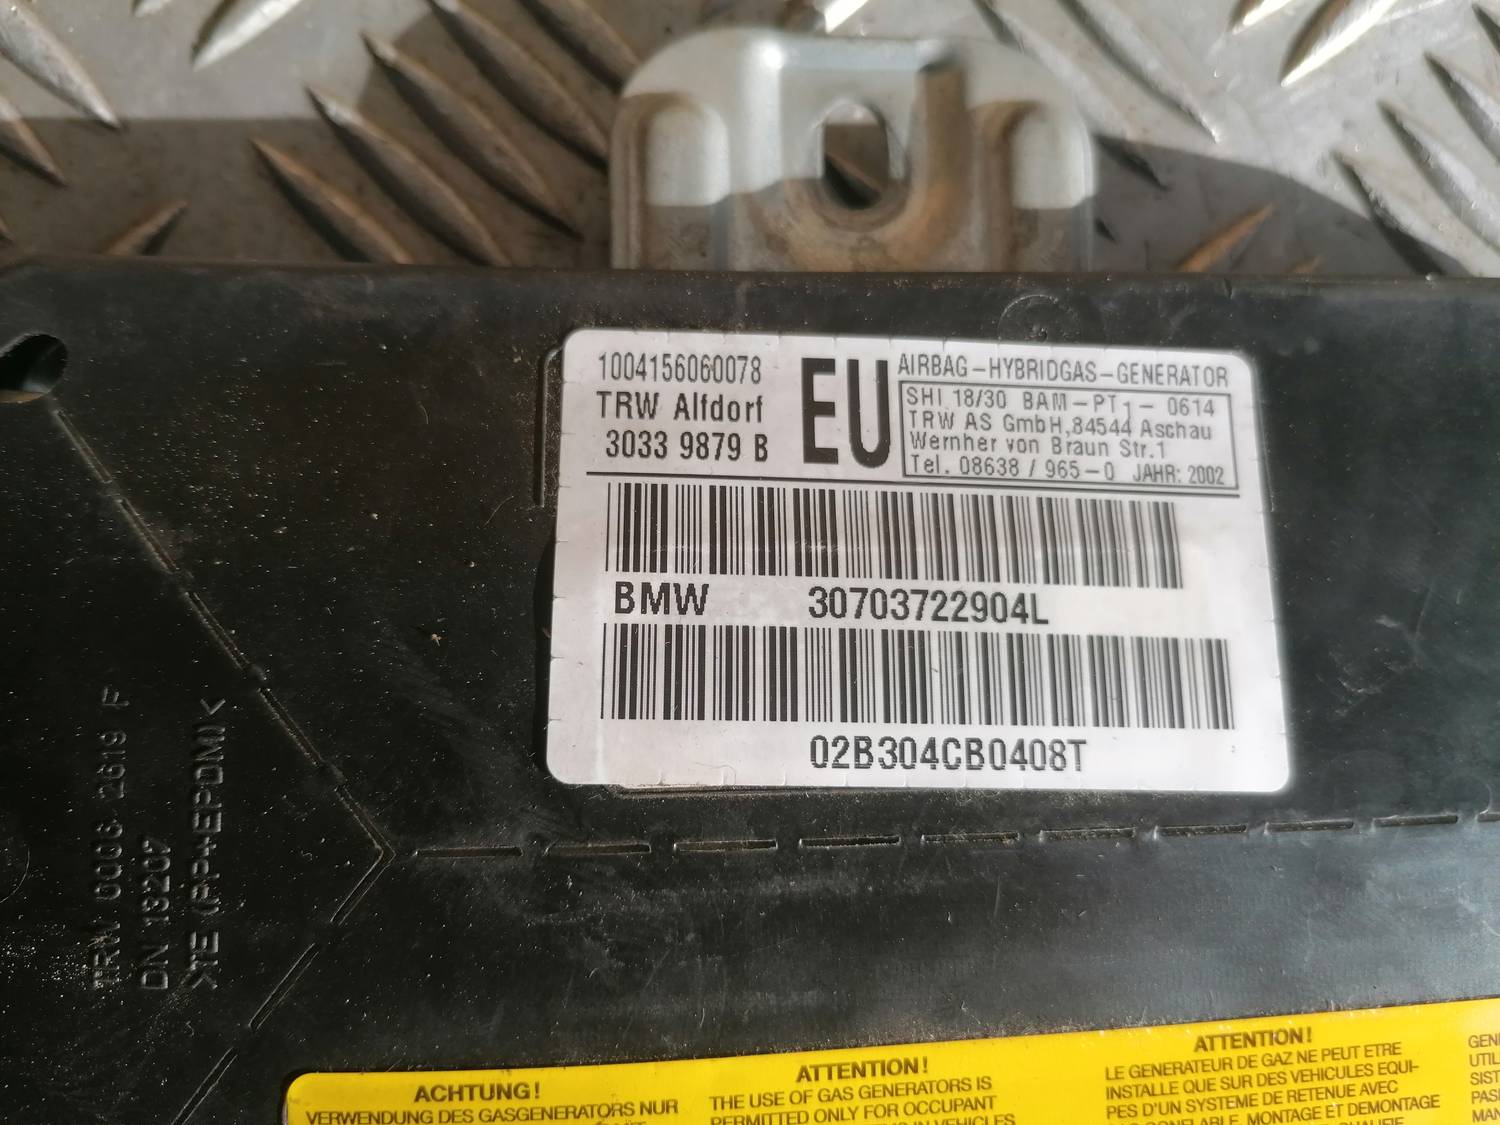 1004156060078
TRW Alfdorf
3033 9879 B
EU
AIRBAG-HYBRIDGAS-GENERATOR
SHI 18/30 BAM-PT1-0614
TRW AS GmbH,84544 Aschau
Wernher von Braun Str.1
Tel. 08638 / 965-0 JAHR: 2002
BMW 30703722904L
02B304CB0408T
TRW 0006 2619 F
DN 13207
>TE (PP+EPDM)<
ACHTUNG!
VERWENDUNG DES GASGENERATORS NUR
ATTENTION!
THE USE OF GAS GENERATORS IS
PERMITTED ONLY FOR OCCUPANT
ATTENTION!
LE GENERATEUR DE GAZ NE PEUT ETRE
INSTALLE QUE SUR DES VEHICULES EQUI-
PES D'UN SYSTEME DE RETENUE AVEC
MONTAGE ET DEMONTAGE